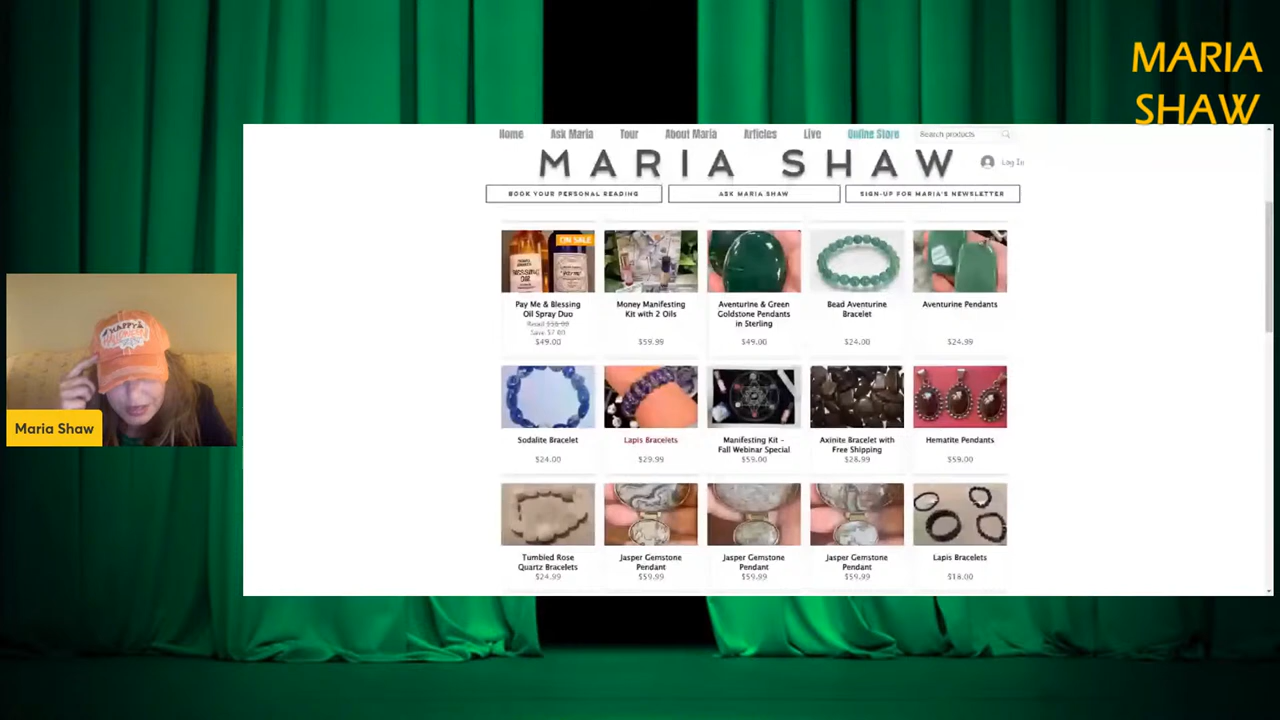 MARIA
SHAW
Home Ask Maria Tour About Maria Articles Live Online Store Search products
MARIA SHAW
Log In
BOOK YOUR PERSONAL READING ASK MARIA SHAW SIGN-UP FOR MARIA'S NEWSLETTER
ON SALE
Pay Me & Blessing
Oil Spray Duo
Save $7.00
$49.00
Money Manifesting
Kit with 2 Oils
$59.99
Aventurine & Green
Goldstone Pendants
in Sterling
$49.00
Bead Aventurine
Bracelet
$24.00
Aventurine Pendants
$24.99
Sodalite Bracelet
$24.00
Lapis Bracelets
$29.99
Manifesting Kit -
Fall Webinar Special
$59.00
Axinite Bracelet with
Free Shipping
$28.99
Hematite Pendants
$59.00
Tumbled Rose
Quartz Bracelets
$24.99
Jasper Gemstone
Pendant
$59.99
Jasper Gemstone
Pendant
$59.99
Jasper Gemstone
Pendant
$59.99
Lapis Bracelets
$18.00
HAPPY
Maria Shaw